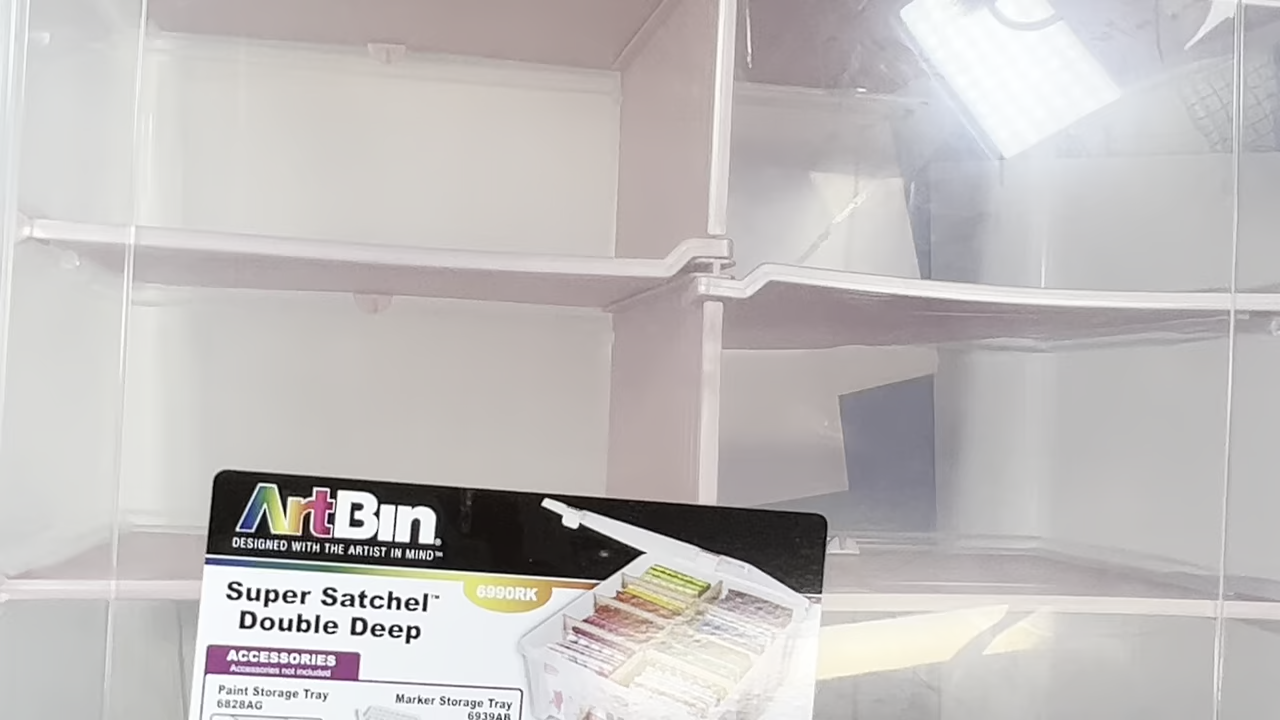 ArtBin®
DESIGNED WITH THE ARTIST IN MIND™
6990RK
Super Satchel™
Double Deep
ACCESSORIES
Accessories not included
Paint Storage Tray
6828AG
Marker Storage Tray
6939AB